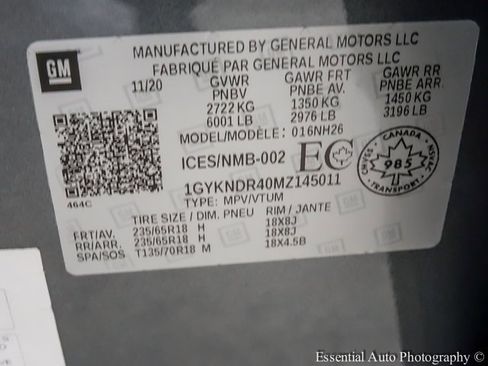 GM
MANUFACTURED BY GENERAL MOTORS LLC
FABRIQUÉ PAR GENERAL MOTORS LLC
11/20 GVWR GAWR FRT GAWR RR
PNBV PNBE AV. PNBE ARR.
2722 KG 1350 KG 1450 KG
6001 LB 2976 LB 3196 LB
MODEL/MODÈLE: 016NH26
ICES/NMB-002 EC
CANADA
985
TRANSPORT
1GYKNDR40MZ145011
464C TYPE: MPV/VTUM
TIRE SIZE / DIM. PNEU RIM / JANTE
FRT/AV. 235/65R18 H 18X8J
RR/ARR. 235/65R18 H 18X8J
SPA/SOS T135/70R18 M 18X4.5B
Essential Auto Photography ©